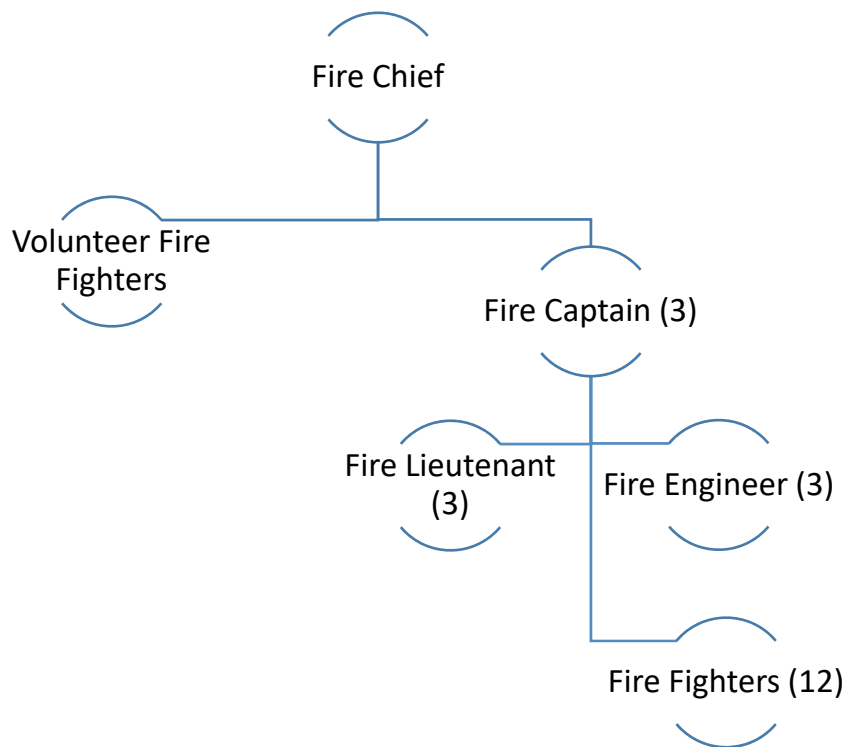 Fire Chief
Volunteer Fire
Fighters
Fire Captain (3)
Fire Lieutenant
(3)
Fire Engineer (3)
Fire Fighters (12)